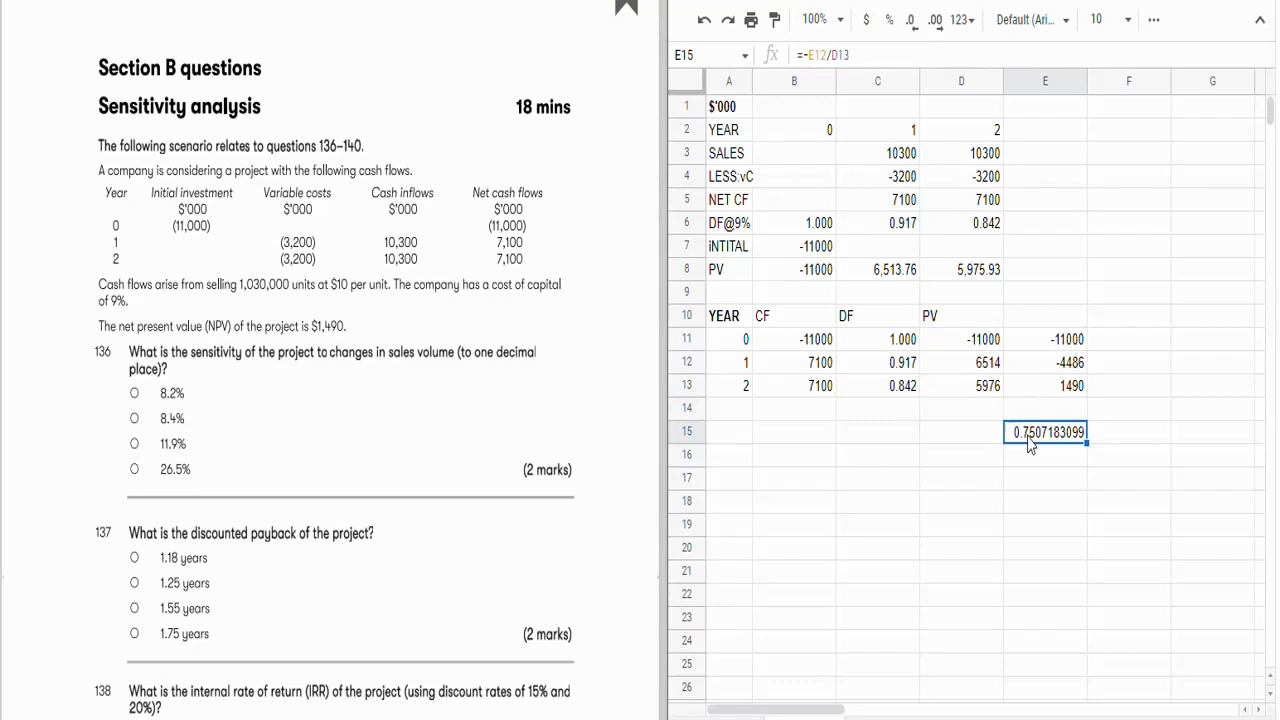 Section B questions
Sensitivity analysis 18 mins
The following scenario relates to questions 136–140.
A company is considering a project with the following cash flows.
Year Initial investment Variable costs Cash inflows Net cash flows
$'000 $'000 $'000 $'000
0 (11,000) (11,000)
1 (3,200) 10,300 7,100
2 (3,200) 10,300 7,100
Cash flows arise from selling 1,030,000 units at $10 per unit. The company has a cost of capital
of 9%.
The net present value (NPV) of the project is $1,490.
136 What is the sensitivity of the project to changes in sales volume (to one decimal
place)?
8.2%
8.4%
11.9%
26.5% (2 marks)
137 What is the discounted payback of the project?
1.18 years
1.25 years
1.55 years
1.75 years (2 marks)
138 What is the internal rate of return (IRR) of the project (using discount rates of 15% and
20%)?
100% $ % .0 .00 123 Default (Ari... 10
E15 fx =-E12/D13
A B C D E F G
1 $'000
2 YEAR 0 1 2
3 SALES 10300 10300
4 LESS:vC -3200 -3200
5 NET CF 7100 7100
6 DF@9% 1.000 0.917 0.842
7 iNTITAL -11000
8 PV -11000 6,513.76 5,975.93
9
10 YEAR CF DF PV
11 0 -11000 1.000 -11000 -11000
12 1 7100 0.917 6514 -4486
13 2 7100 0.842 5976 1490
14
15 0.7507183099
16
17
18
19
20
21
22
23
24
25
26